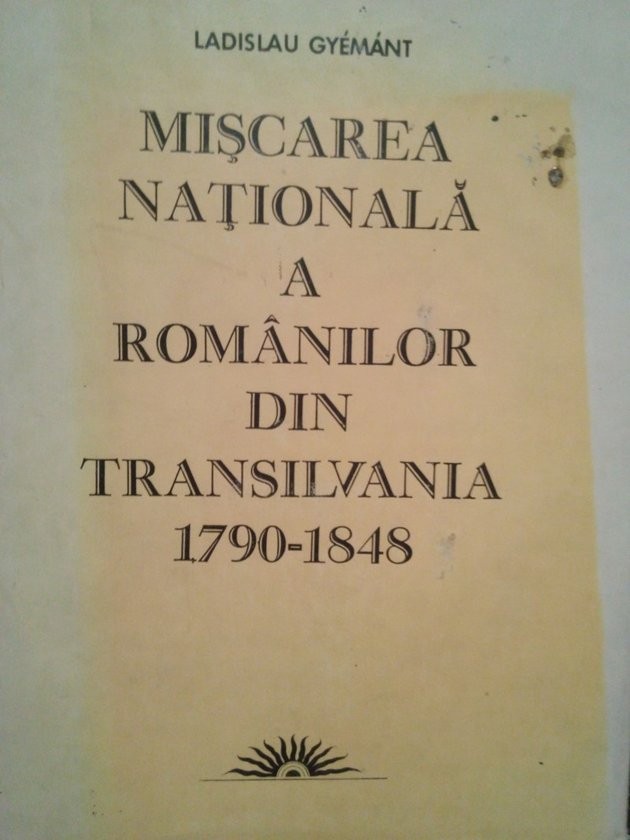 LADISLAU GYÉMÁNT
MIŞCAREA
NAŢIONALĂ
A
ROMÂNILOR
DIN
TRANSILVANIA
1790-1848